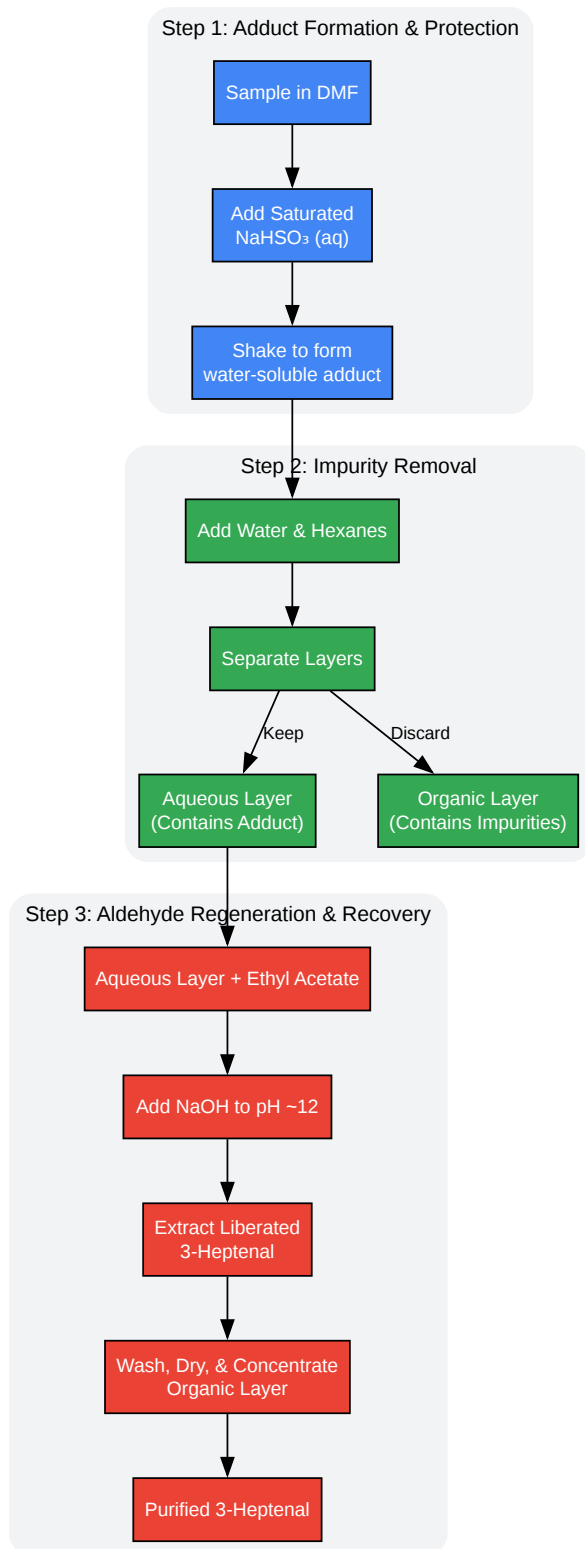 Step 1: Adduct Formation & Protection
Sample in DMF
Add Saturated
NaHSO₃ (aq)
Shake to form
water-soluble adduct
Step 2: Impurity Removal
Add Water & Hexanes
Separate Layers
Keep
Discard
Aqueous Layer
(Contains Adduct)
Organic Layer
(Contains Impurities)
Step 3: Aldehyde Regeneration & Recovery
Aqueous Layer + Ethyl Acetate
Add NaOH to pH ~12
Extract Liberated
3-Heptenal
Wash, Dry, & Concentrate
Organic Layer
Purified 3-Heptenal